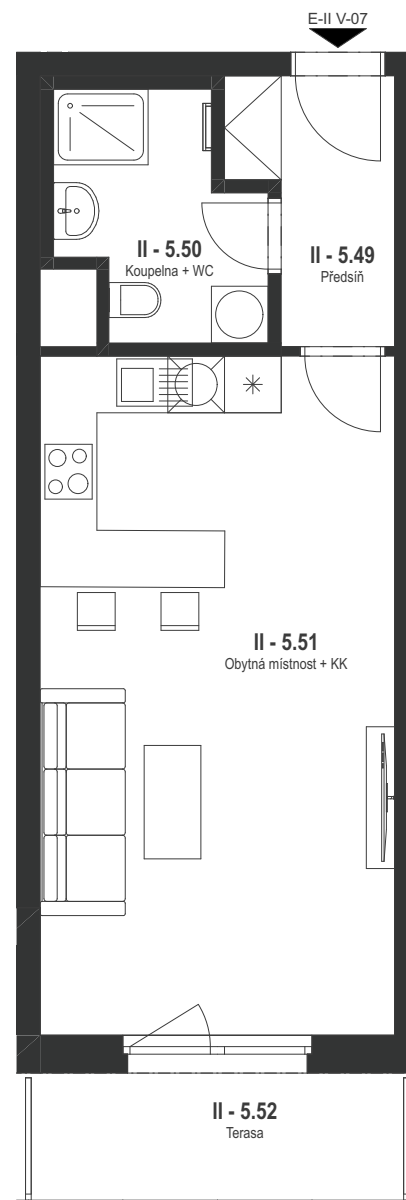 E-II V-07
II - 5.50
Koupelna + WC
II - 5.49
Předsíň
II - 5.51
Obytná místnost + KK
II - 5.52
Terasa